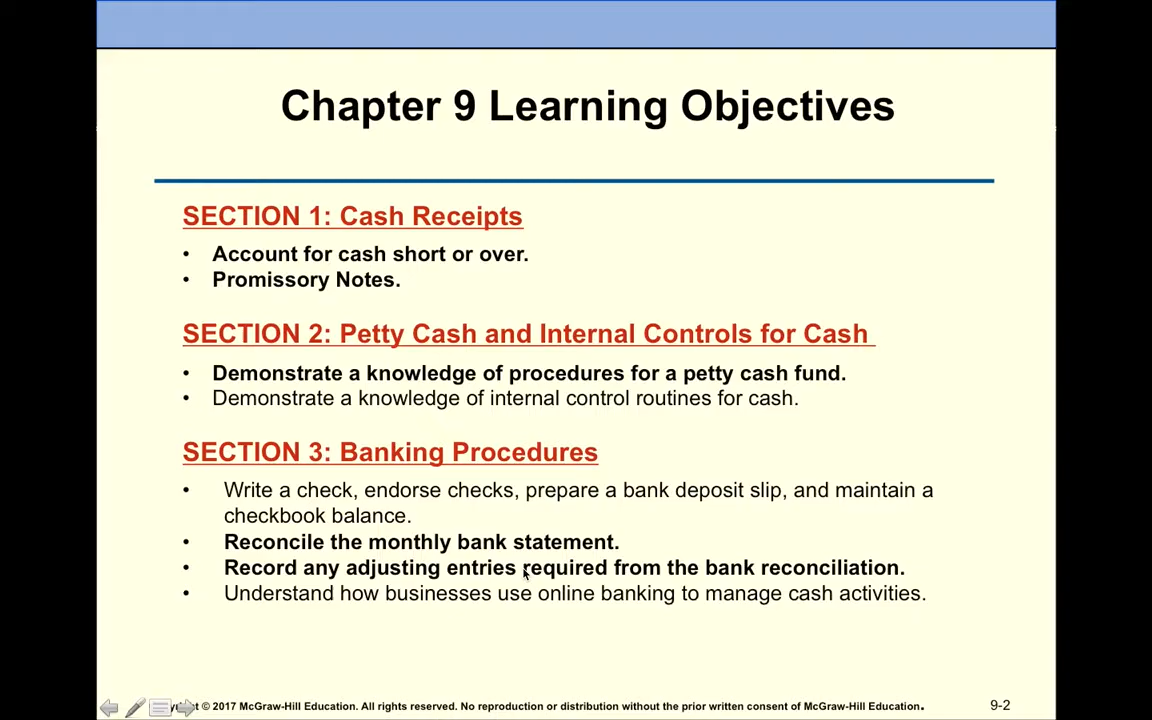 Chapter 9 Learning Objectives
SECTION 1: Cash Receipts
• Account for cash short or over.
• Promissory Notes.
SECTION 2: Petty Cash and Internal Controls for Cash
• Demonstrate a knowledge of procedures for a petty cash fund.
• Demonstrate a knowledge of internal control routines for cash.
SECTION 3: Banking Procedures
• Write a check, endorse checks, prepare a bank deposit slip, and maintain a
checkbook balance.
• Reconcile the monthly bank statement.
• Record any adjusting entries required from the bank reconciliation.
• Understand how businesses use online banking to manage cash activities.
© 2017 McGraw-Hill Education. All rights reserved. No reproduction or distribution without the prior written consent of McGraw-Hill Education.
9-2